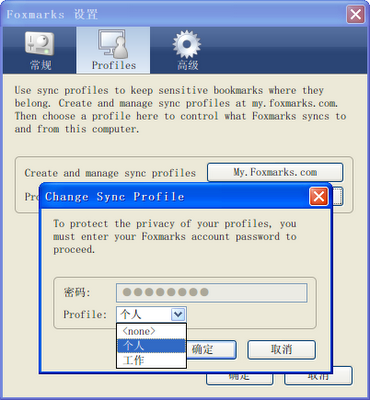 Foxmarks 设置
常规
Profiles
高级
Use sync profiles to keep sensitive bookmarks where they
belong. Create and manage sync profiles at my.foxmarks.com.
Then choose a profile here to control what Foxmarks syncs to
and from this computer.
Create and manage sync profiles
My.Foxmarks.com
Change Sync Profile
To protect the privacy of your profiles, you
must enter your Foxmarks account password to
proceed.
密码:
Profile:
个人
<none>
个人
工作
确定
取消
确定
取消